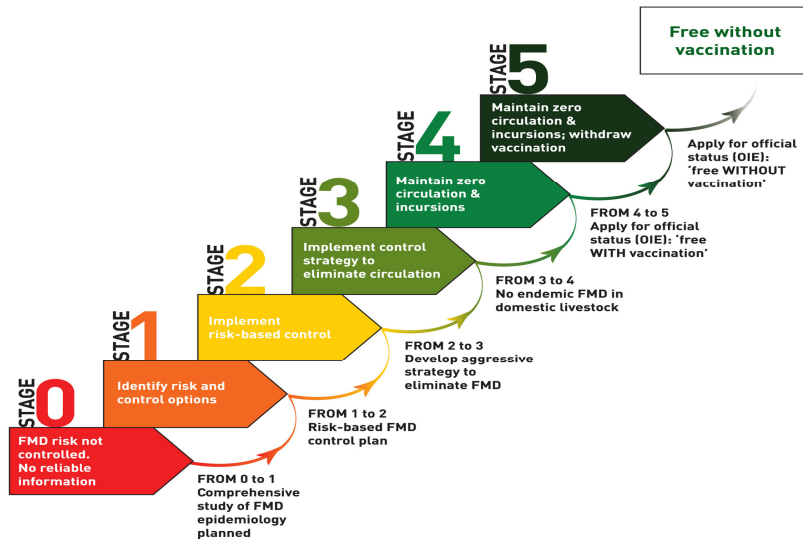 Free without
vaccination
STAGE
5
Maintain zero
circulation &
incursions; withdraw
vaccination
Apply for official
status (OIE):
‘free WITHOUT
vaccination’
STAGE
4
Maintain zero
circulation &
incursions
FROM 4 to 5
Apply for official
status (OIE): ‘free
WITH vaccination’
STAGE
3
Implement control
strategy to
eliminate circulation
FROM 3 to 4
No endemic FMD in
domestic livestock
STAGE
2
Implement
risk-based control
FROM 2 to 3
Develop aggressive
strategy to
eliminate FMD
STAGE
1
Identify risk and
control options
FROM 1 to 2
Risk-based FMD
control plan
STAGE
0
FMD risk not
controlled.
No reliable
information
FROM 0 to 1
Comprehensive
study of FMD
epidemiology
planned